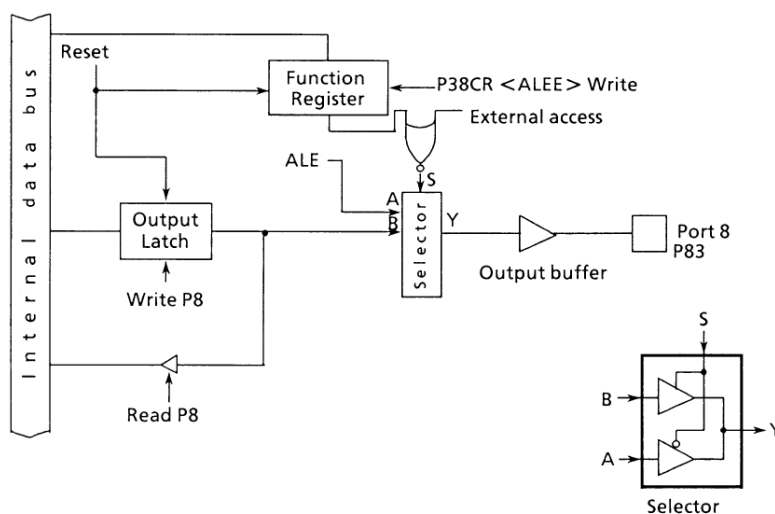 Internal data bus
Reset
Function
Register
P38CR <ALEE> Write
External access
ALE
S
A
B
Selector
Y
Output
Latch
Write P8
Output buffer
Port 8
P83
Read P8
S
B
A
Y
Selector